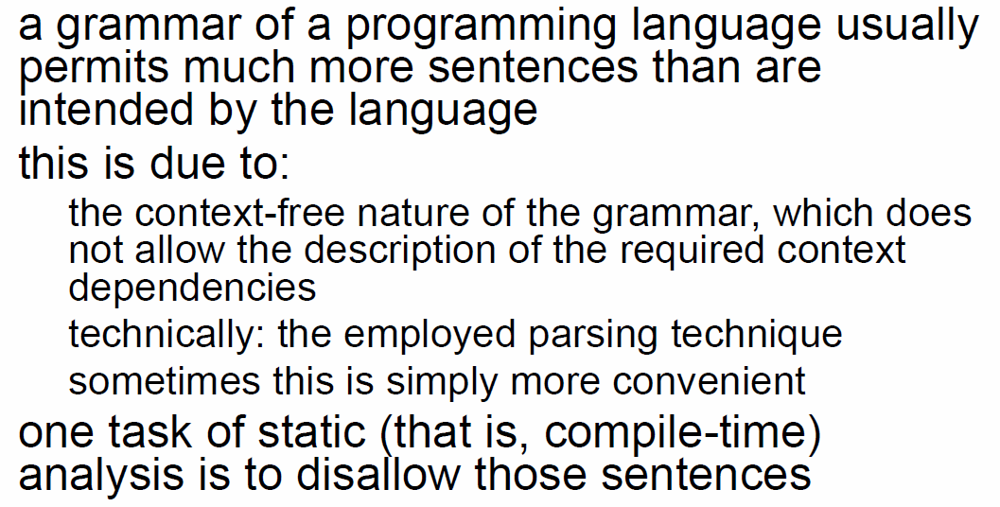 a grammar of a programming language usually
permits much more sentences than are
intended by the language
this is due to:
the context-free nature of the grammar, which does
not allow the description of the required context
dependencies
technically: the employed parsing technique
sometimes this is simply more convenient
one task of static (that is, compile-time)
analysis is to disallow those sentences